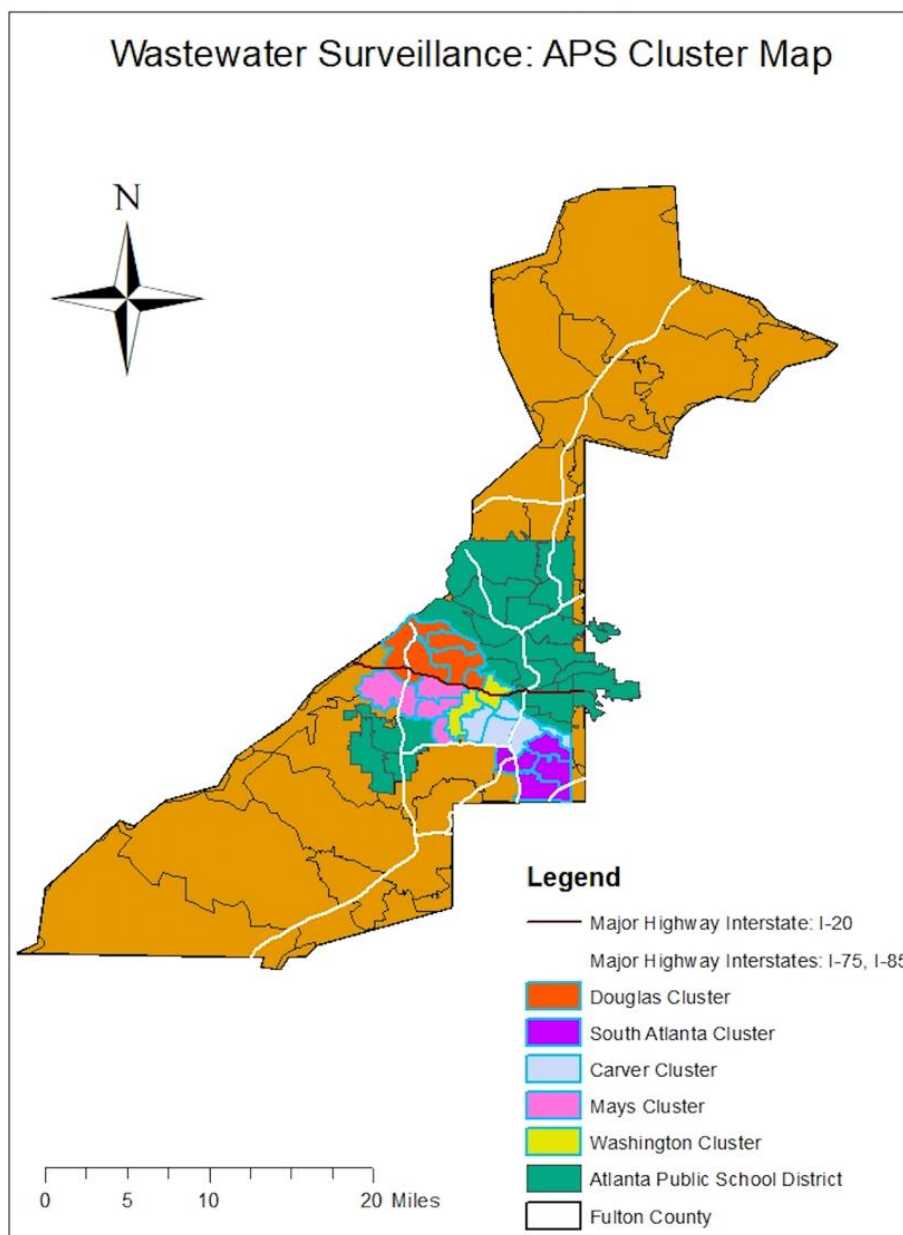 Wastewater Surveillance: APS Cluster Map
N
Legend
Major Highway Interstate: I-20
Major Highway Interstates: I-75, I-85
Douglas Cluster
South Atlanta Cluster
Carver Cluster
Mays Cluster
Washington Cluster
Atlanta Public School District
Fulton County
0 5 10 20 Miles